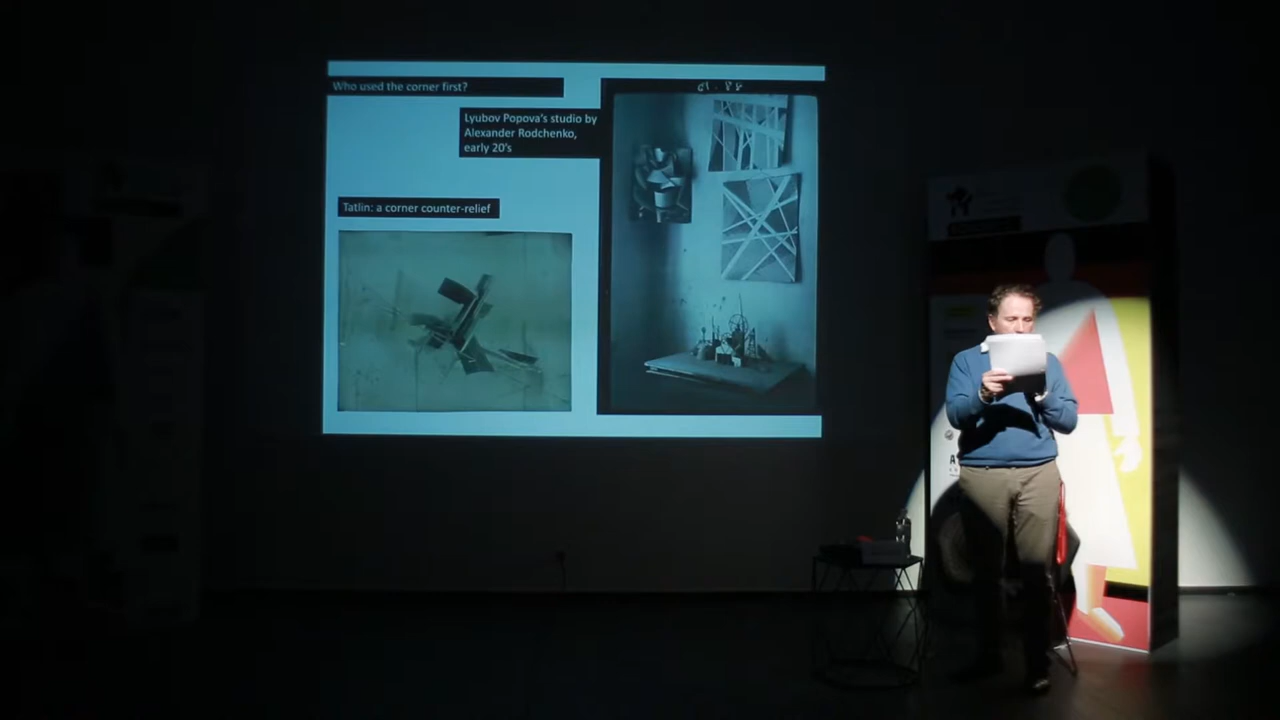 Who used the corner first?
Lyubov Popova's studio by
Alexander Rodchenko,
early 20's
Tatlin: a corner counter-relief